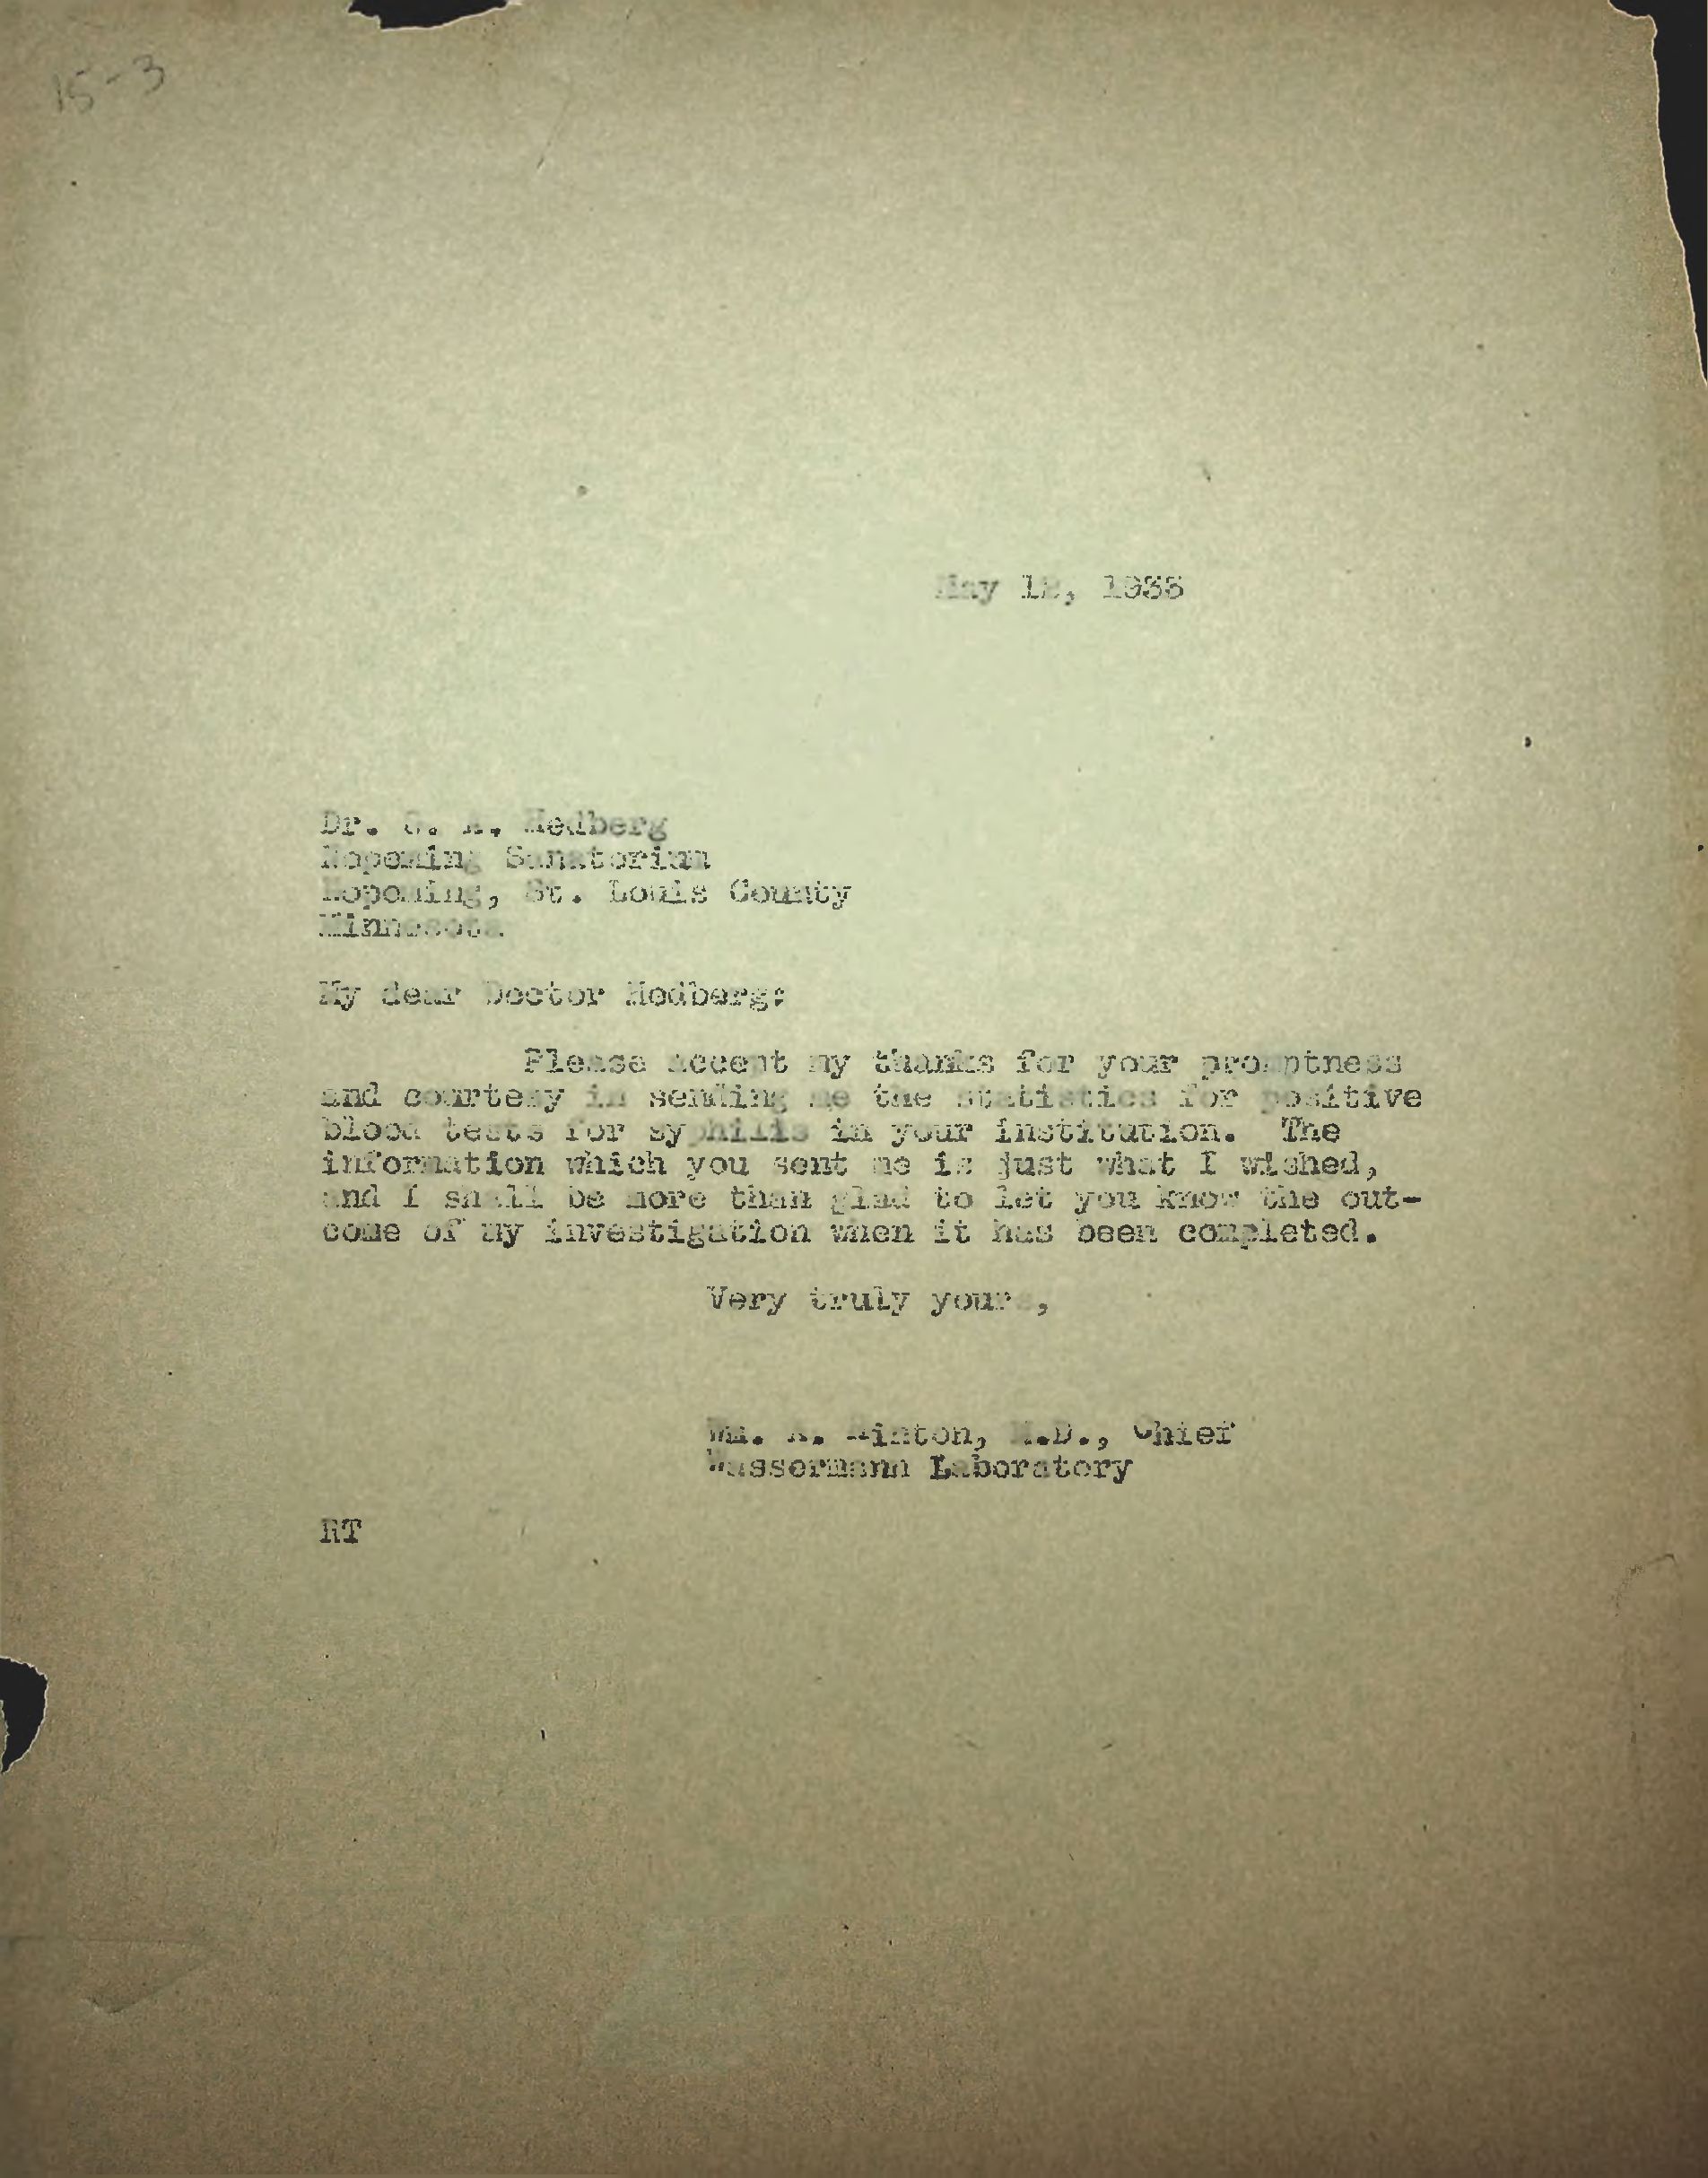 15-3
May 12, 1933
Dr. G. A. Hedberg
Nopeming Sanatorium
Nopeming, St. Louis County
Minnesota.
My dear Doctor Hedberg:
Please accept my thanks for your promptness
and courtesy in sending me the statistics for positive
blood tests for syphilis in your institution. The
information which you sent me is just what I wished,
and I shall be more than glad to let you know the out-
come of my investigation when it has been completed.
Very truly yours,
Wm. A. Hinton, M.D., Chief
Wassermann Laboratory
RT